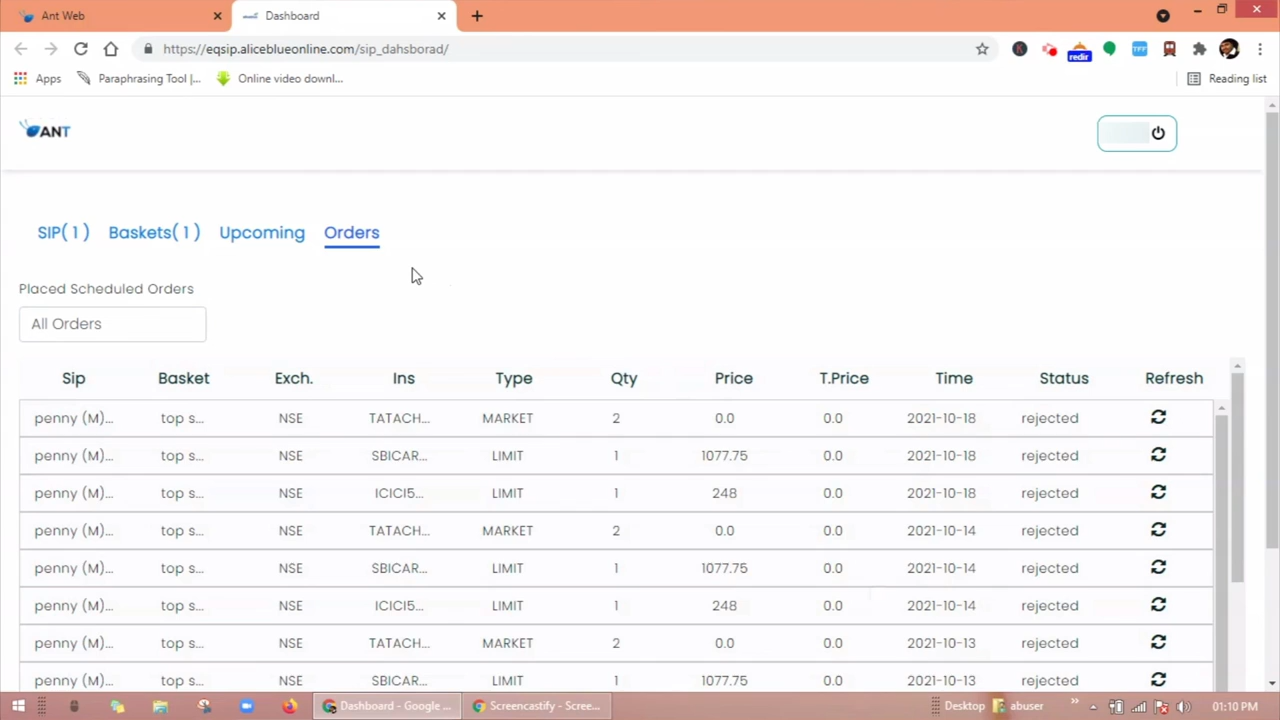 Ant Web
Dashboard
https://eqsip.aliceblueonline.com/sip_dahsborad/
redir
TFF
Apps Paraphrasing Tool |... Online video downl... Reading list
ANT
SIP( 1 ) Baskets( 1 ) Upcoming Orders
Placed Scheduled Orders
All Orders
Sip Basket Exch. Ins Type Qty Price T.Price Time Status Refresh
penny (M)... top s... NSE TATACH... MARKET 2 0.0 0.0 2021-10-18 rejected
penny (M)... top s... NSE SBICAR... LIMIT 1 1077.75 0.0 2021-10-18 rejected
penny (M)... top s... NSE ICICI5... LIMIT 1 248 0.0 2021-10-18 rejected
penny (M)... top s... NSE TATACH... MARKET 2 0.0 0.0 2021-10-14 rejected
penny (M)... top s... NSE SBICAR... LIMIT 1 1077.75 0.0 2021-10-14 rejected
penny (M)... top s... NSE ICICI5... LIMIT 1 248 0.0 2021-10-14 rejected
penny (M)... top s... NSE TATACH... MARKET 2 0.0 0.0 2021-10-13 rejected
penny (M)... top s... NSE SBICAR... LIMIT 1 1077.75 0.0 2021-10-13 rejected
Dashboard - Google ... Screencastify - Scree... Desktop abuser 01:10 PM